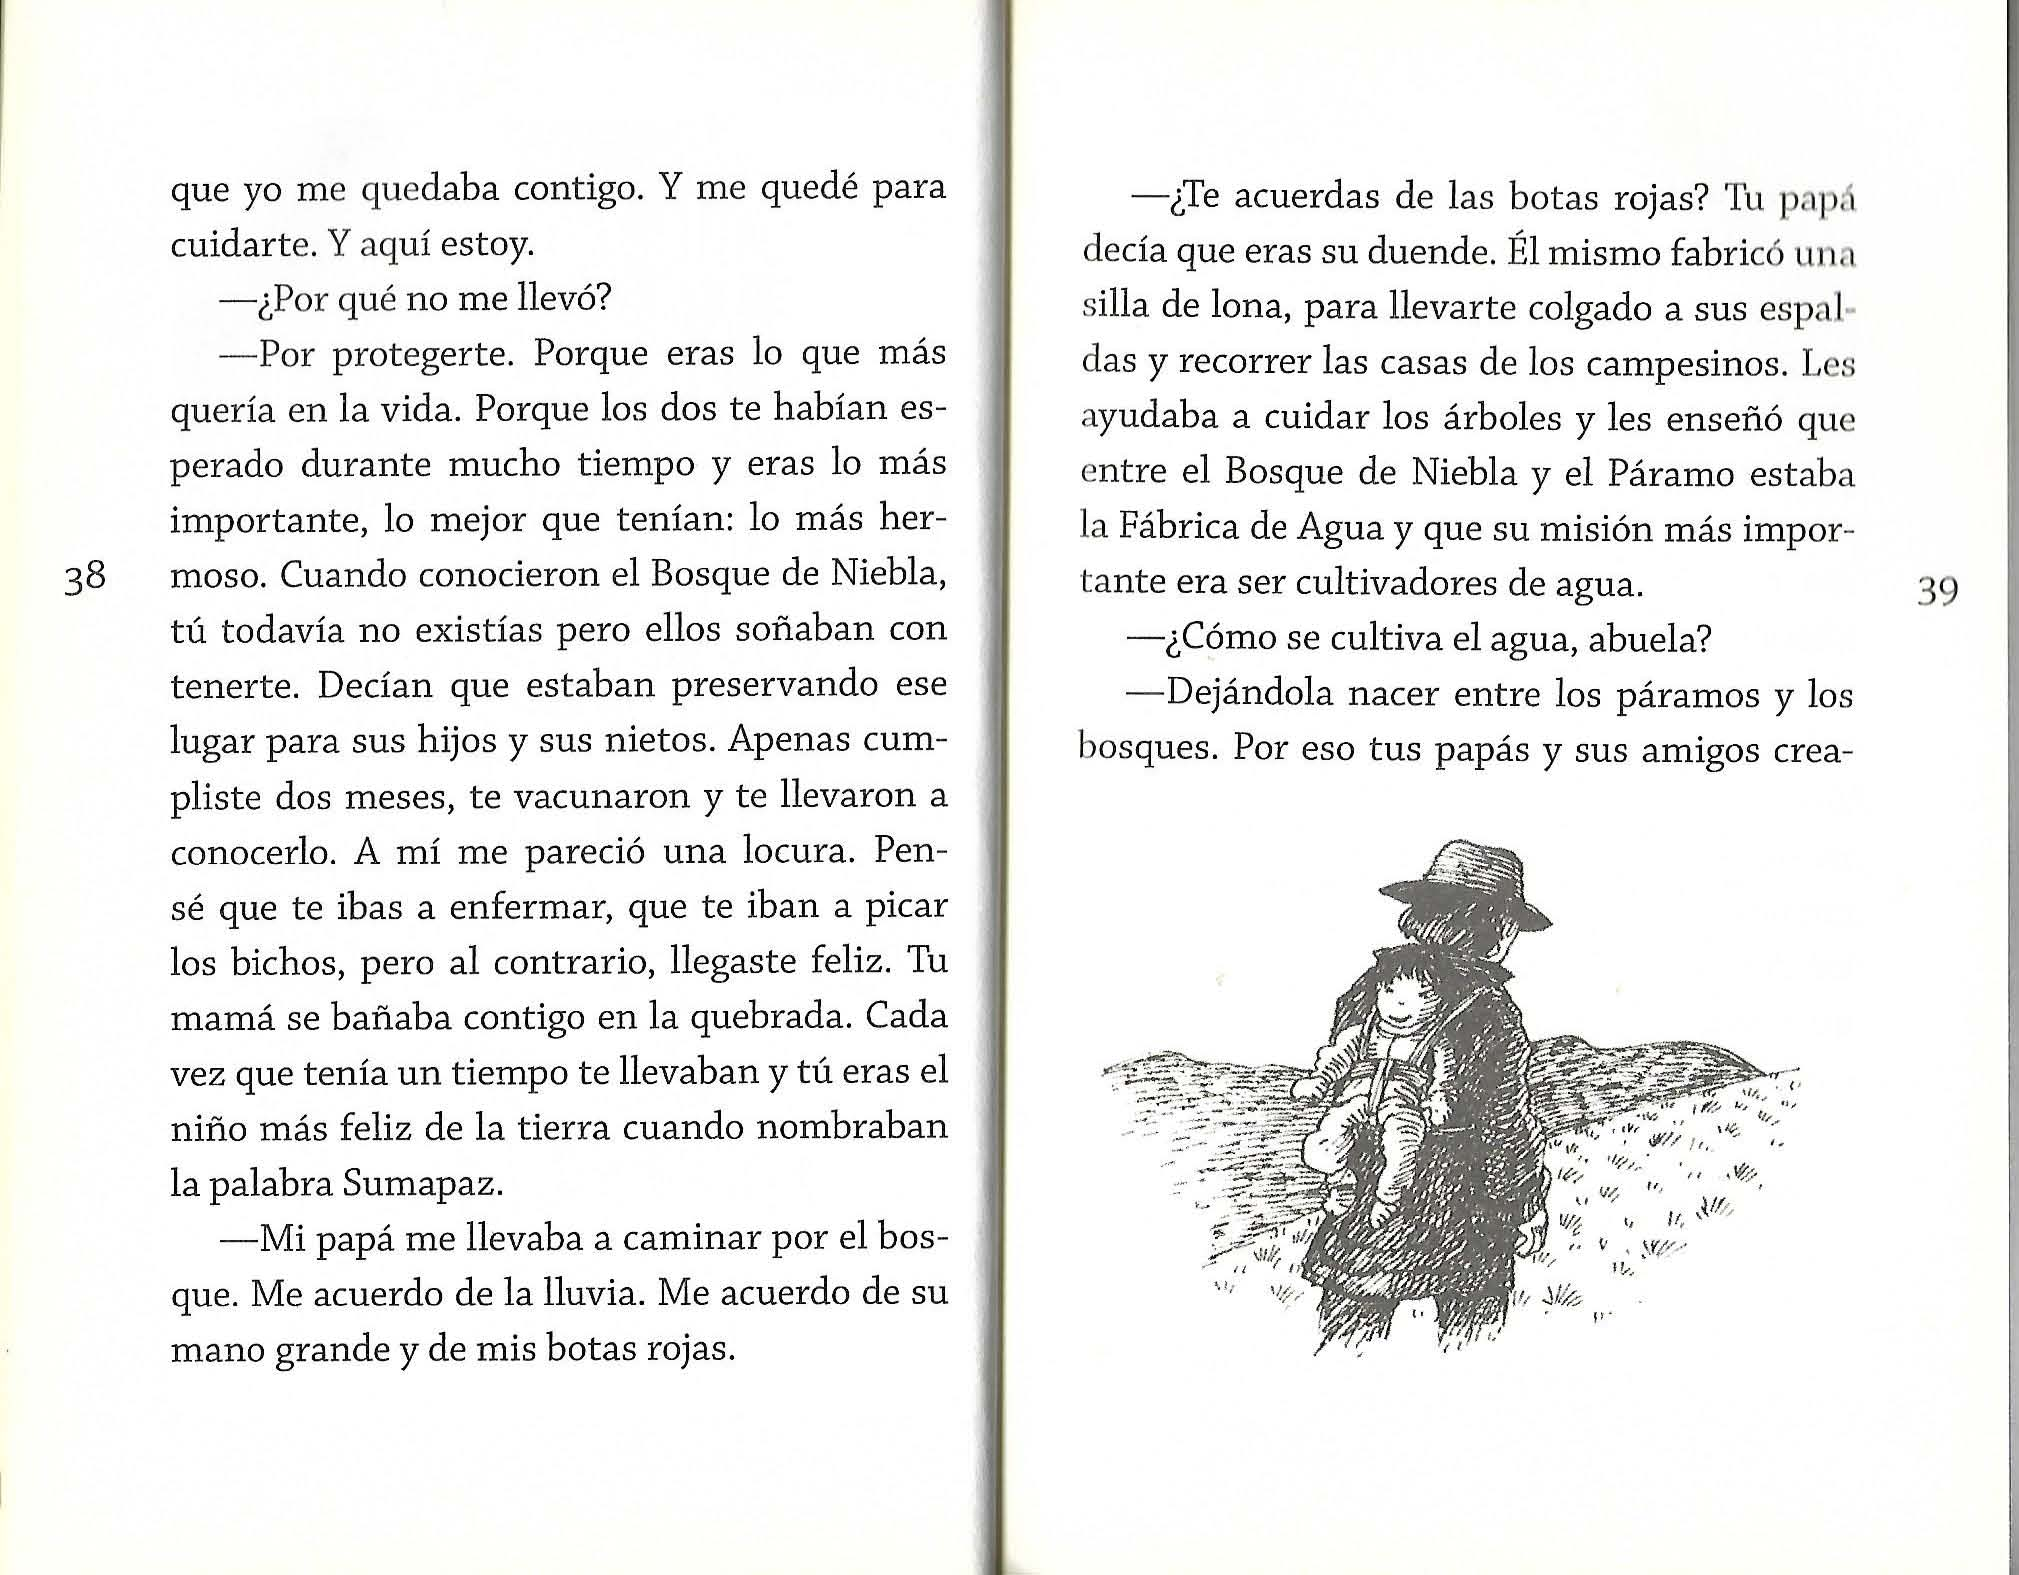 que yo me quedaba contigo. Y me quedé para
cuidarte. Y aquí estoy.
—¿Por qué no me llevó?
—Por protegerte. Porque eras lo que más
quería en la vida. Porque los dos te habían es-
perado durante mucho tiempo y eras lo más
importante, lo mejor que tenían: lo más her-
moso. Cuando conocieron el Bosque de Niebla,
tú todavía no existías pero ellos soñaban con
tenerte. Decían que estaban preservando ese
lugar para sus hijos y sus nietos. Apenas cum-
pliste dos meses, te vacunaron y te llevaron a
conocerlo. A mí me pareció una locura. Pen-
sé que te ibas a enfermar, que te iban a picar
los bichos, pero al contrario, llegaste feliz. Tu
mamá se bañaba contigo en la quebrada. Cada
vez que tenía un tiempo te llevaban y tú eras el
niño más feliz de la tierra cuando nombraban
la palabra Sumapaz.
—Mi papá me llevaba a caminar por el bos-
que. Me acuerdo de la lluvia. Me acuerdo de su
mano grande y de mis botas rojas.
38
—¿Te acuerdas de las botas rojas? Tu papá
decía que eras su duende. Él mismo fabricó una
silla de lona, para llevarte colgado a sus espal-
das y recorrer las casas de los campesinos. Les
ayudaba a cuidar los árboles y les enseñó que
entre el Bosque de Niebla y el Páramo estaba
la Fábrica de Agua y que su misión más impor-
tante era ser cultivadores de agua.
—¿Cómo se cultiva el agua, abuela?
—Dejándola nacer entre los páramos y los
bosques. Por eso tus papás y sus amigos crea-
39